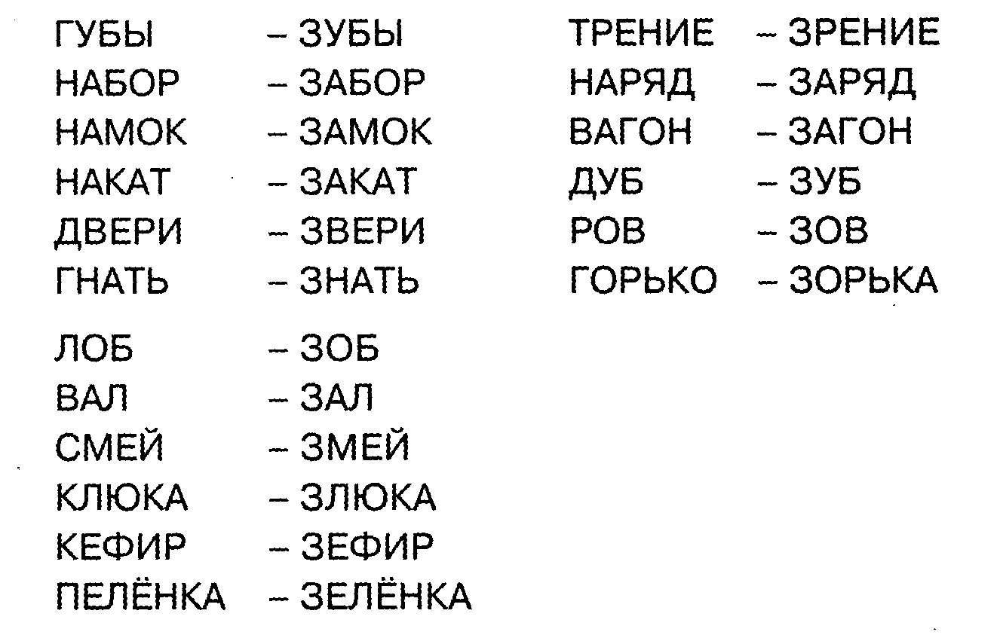 ГУБЫ – ЗУБЫ
НАБОР – ЗАБОР
НАМОК – ЗАМОК
НАКАТ – ЗАКАТ
ДВЕРИ – ЗВЕРИ
ГНАТЬ – ЗНАТЬ
ЛОБ – ЗОБ
ВАЛ – ЗАЛ
СМЕЙ – ЗМЕЙ
КЛЮКА – ЗЛЮКА
КЕФИР – ЗЕФИР
ПЕЛЁНКА – ЗЕЛЁНКА
ТРЕНИЕ – ЗРЕНИЕ
НАРЯД – ЗАРЯД
ВАГОН – ЗАГОН
ДУБ – ЗУБ
РОВ – ЗОВ
ГОРЬКО – ЗОРЬКА